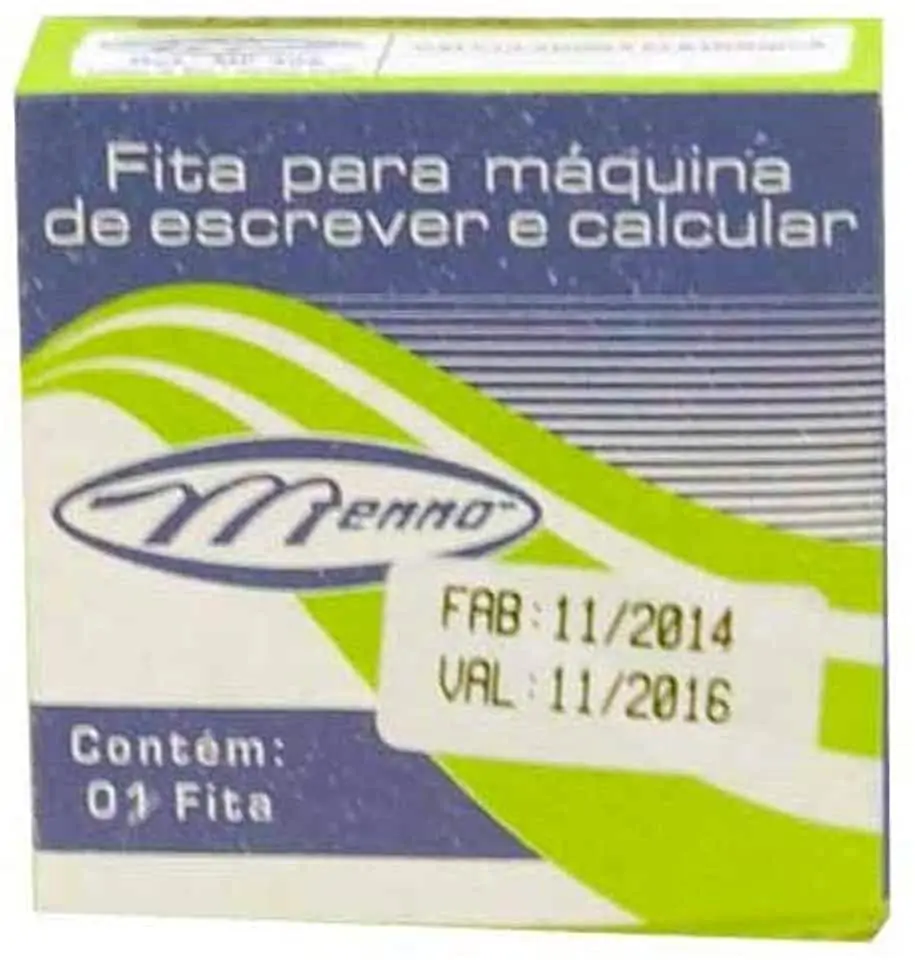 Fita para máquina
de escrever e calcular
Menno
FAB:11/2014
VAL:11/2016
Contém:
01 Fita